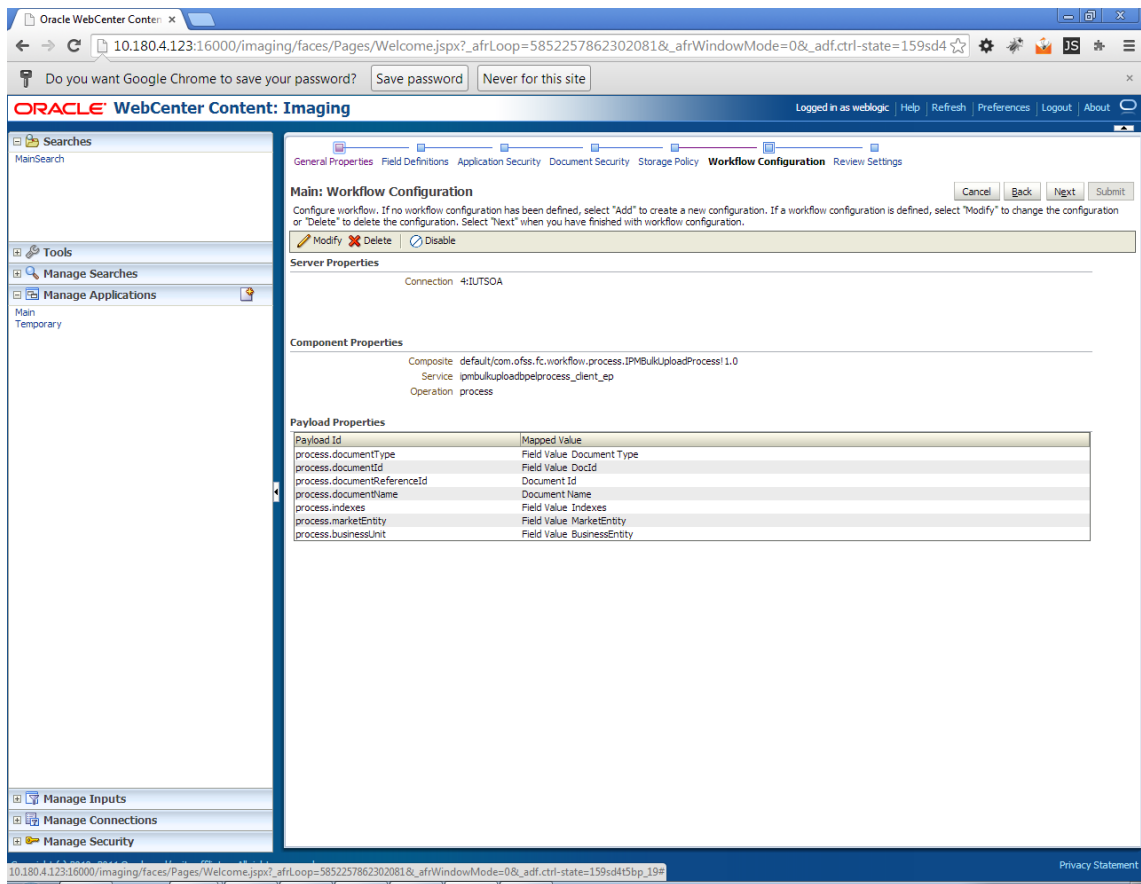 Oracle WebCenter Conten
10.180.4.123:16000/imaging/faces/Pages/Welcome.jspx?_afrLoop=5852257862302081&_afrWindowMode=0&_adf.ctrl-state=159sd4
JS
Do you want Google Chrome to save your password? Save password Never for this site
ORACLE WebCenter Content: Imaging
Logged in as weblogic Help Refresh Preferences Logout About
Searches
MainSearch
Tools
Manage Searches
Manage Applications
Main
Temporary
Manage Inputs
Manage Connections
Manage Security
General Properties Field Definitions Application Security Document Security Storage Policy Workflow Configuration Review Settings
Main: Workflow Configuration
Cancel Back Next Submit
Configure workflow. If no workflow configuration has been defined, select "Add" to create a new configuration. If a workflow configuration is defined, select "Modify" to change the configuration
or "Delete" to delete the configuration. Select "Next" when you have finished with workflow configuration.
Modify Delete Disable
Server Properties
Connection 4:IUTSOA
Component Properties
Composite default/com.ofss.fc.workflow.process.IPMBulkUploadProcess!1.0
Service ipmbulkuploadbpelprocess_client_ep
Operation process
Payload Properties
Payload Id Mapped Value
process.documentType Field Value Document Type
process.documentId Field Value DocId
process.documentReferenceId Document Id
process.documentName Document Name
process.indexes Field Value Indexes
process.marketEntity Field Value MarketEntity
process.businessUnit Field Value BusinessEntity
Privacy Statement
10.180.4.123:16000/imaging/faces/Pages/Welcome.jspx?_afrLoop=5852257862302081&_afrWindowMode=0&_adf.ctrl-state=159sd4t5bp_19#